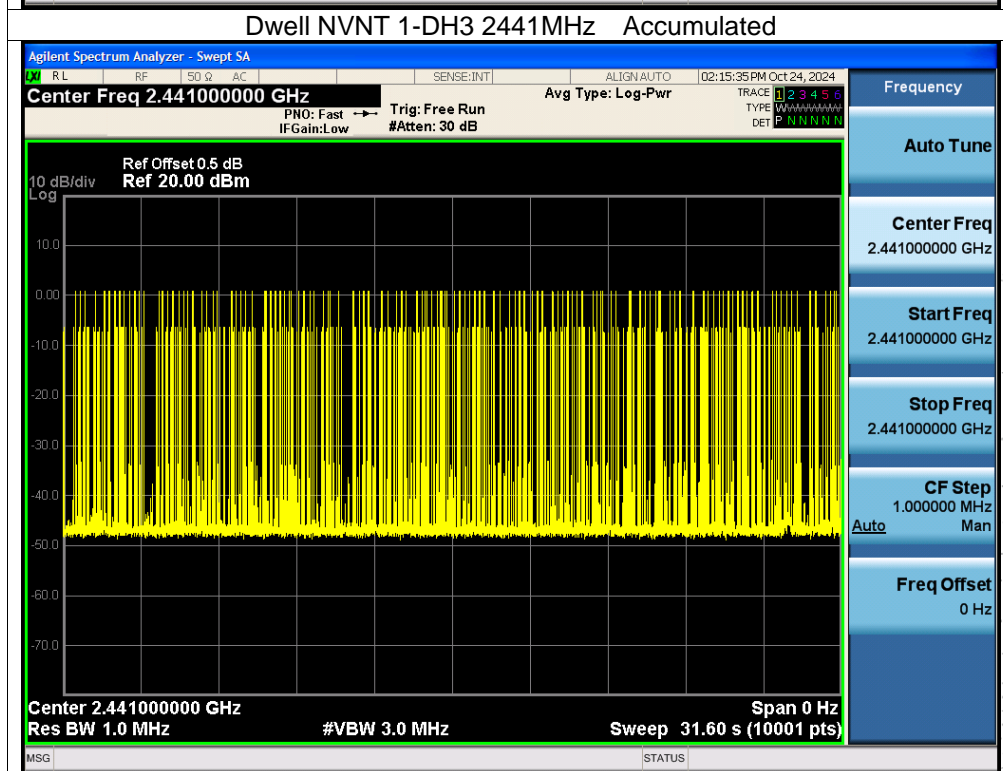 Dwell NVNT 1-DH3 2441MHz Accumulated
Agilent Spectrum Analyzer - Swept SA
LXI RL RF 50 Ω AC SENSE:INT ALIGN AUTO 02:15:35 PM Oct 24, 2024
Center Freq 2.441000000 GHz
PNO: Fast
IFGain:Low
Trig: Free Run
#Atten: 30 dB
Avg Type: Log-Pwr
TRACE 1 2 3 4 5 6
TYPE WWWWWW
DET P N N N N N
Ref Offset 0.5 dB
10 dB/div Ref 20.00 dBm
Log
10.0
0.00
-10.0
-20.0
-30.0
-40.0
-50.0
-60.0
-70.0
Center 2.441000000 GHz Span 0 Hz
Res BW 1.0 MHz #VBW 3.0 MHz Sweep 31.60 s (10001 pts)
MSG STATUS
Frequency
Auto Tune
Center Freq
2.441000000 GHz
Start Freq
2.441000000 GHz
Stop Freq
2.441000000 GHz
CF Step
1.000000 MHz
Auto Man
Freq Offset
0 Hz